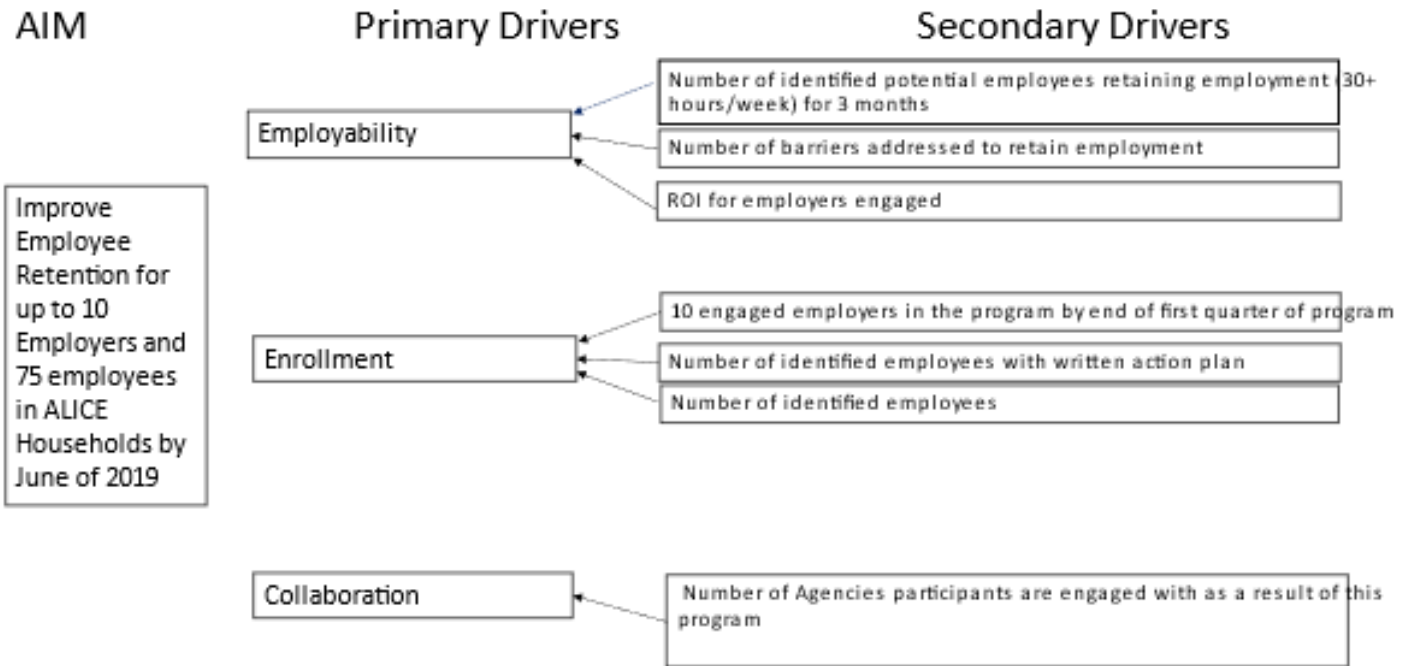 AIM
Primary Drivers
Secondary Drivers
Improve
Employee
Retention for
up to 10
Employers and
75 employees
in ALICE
Households by
June of 2019
Employability
Number of identified potential employees retaining employment (30+
hours/week) for 3 months
Number of barriers addressed to retain employment
ROI for employers engaged
Enrollment
10 engaged employers in the program by end of first quarter of program
Number of identified employees with written action plan
Number of identified employees
Collaboration
Number of Agencies participants are engaged with as a result of this
program